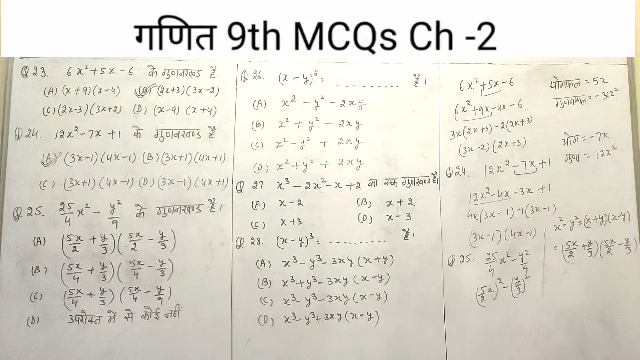 गणित 9th MCQs Ch -2
Q 23. 6x² + 5x - 6 के गुणनखण्ड हैं
(A) (x + 9) (x - 4) (B) (2x + 3) (3x - 2)
(C) (2x - 3) (3x + 2) (D) (x - 9) (x + 4)
Q 24. 12x² - 7x + 1 के गुणनखण्ड हैं
(A) (3x - 1) (4x - 1) (B) (3x + 1) (4x + 1)
(C) (3x + 1) (4x - 1) (D) (3x - 1) (4x + 1)
Q 25. 25/4 x² - y²/9 के गुणनखण्ड हैं।
(A) (5x/2 + y/3) (5x/2 - y/3)
(B) (5x/4 + y/3) (5x/4 - y/3)
(C) (5x/4 + y/3) (5x/4 - y/9)
(D) उपरोक्त में से कोई नहीं
Q 26. .......... है।
(A) x² - y² - 2xy
(B) x² + y² - 2xy
(C) x² - y² + 2xy
(D) x² + y² + 2xy
Q 27 x³ - 2x² - x + 2 का एक गुणनखण्ड है।
(A) x - 2 (B) x + 2
(C) x + 3 (D) x - 3
Q 28. (x - y)³ = .......... है।
(A) x³ - y³ - 3xy (x - y)
(B) x³ + y³ - 3xy (x - y)
(C) x³ - y³ - 3xy (x - y)
(D) x³ - y³ + 3xy (x - y)
6x² + 5x - 6
6x² + 9x - 4x - 6
3x (2x + 3) - 2 (2x + 3)
(3x - 2) (2x + 3)
योगफल = 5x
गुणनफल = -36x²
Q 24. 12x² - 7x + 1
12x² - 4x - 3x + 1
4x (3x - 1) - 1 (3x - 1)
(3x - 1) (4x - 1)
योग = -7x
= 12x²
Q 25. 25/4 x² - y²/9
x² - y² = (x + y) (x - y)
= (5x/2 + y/3) (5x/2 - y/3)